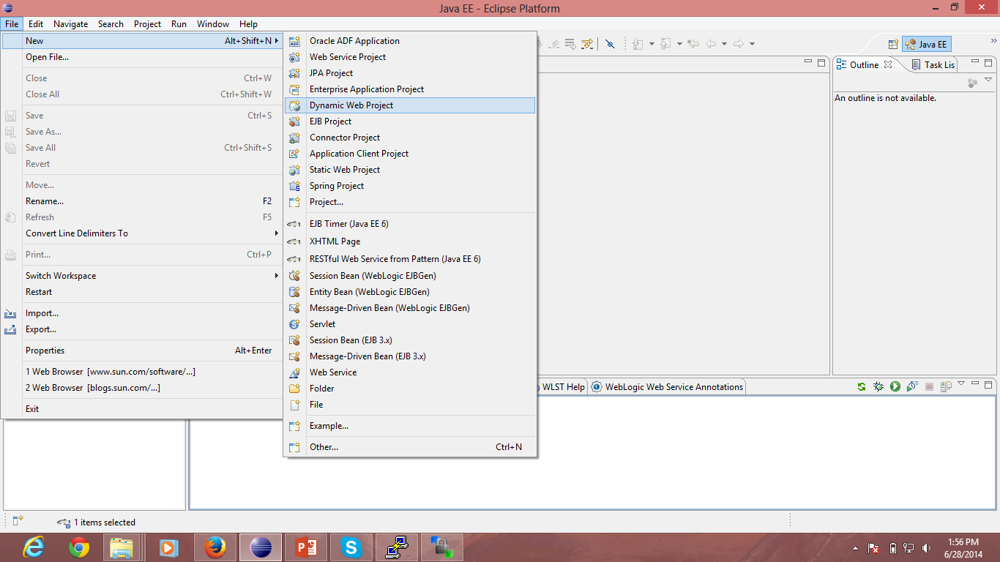 Java EE - Eclipse Platform
File Edit Navigate Search Project Run Window Help
New Alt+Shift+N
Open File...
Close Ctrl+W
Close All Ctrl+Shift+W
Save Ctrl+S
Save As...
Save All Ctrl+Shift+S
Revert
Move...
Rename... F2
Refresh F5
Convert Line Delimiters To
Print... Ctrl+P
Switch Workspace
Restart
Import...
Export...
Properties Alt+Enter
1 Web Browser [www.sun.com/software/...]
2 Web Browser [blogs.sun.com/...]
Exit
Oracle ADF Application
Web Service Project
JPA Project
Enterprise Application Project
Dynamic Web Project
EJB Project
Connector Project
Application Client Project
Static Web Project
Spring Project
Project...
EJB Timer (Java EE 6)
XHTML Page
RESTful Web Service from Pattern (Java EE 6)
Session Bean (WebLogic EJBGen)
Entity Bean (WebLogic EJBGen)
Message-Driven Bean (WebLogic EJBGen)
Servlet
Session Bean (EJB 3.x)
Message-Driven Bean (EJB 3.x)
Web Service
Folder
File
Example...
Other... Ctrl+N
Java EE
Outline Task Lis
An outline is not available.
WLST Help WebLogic Web Service Annotations
1 items selected
1:56 PM
6/28/2014